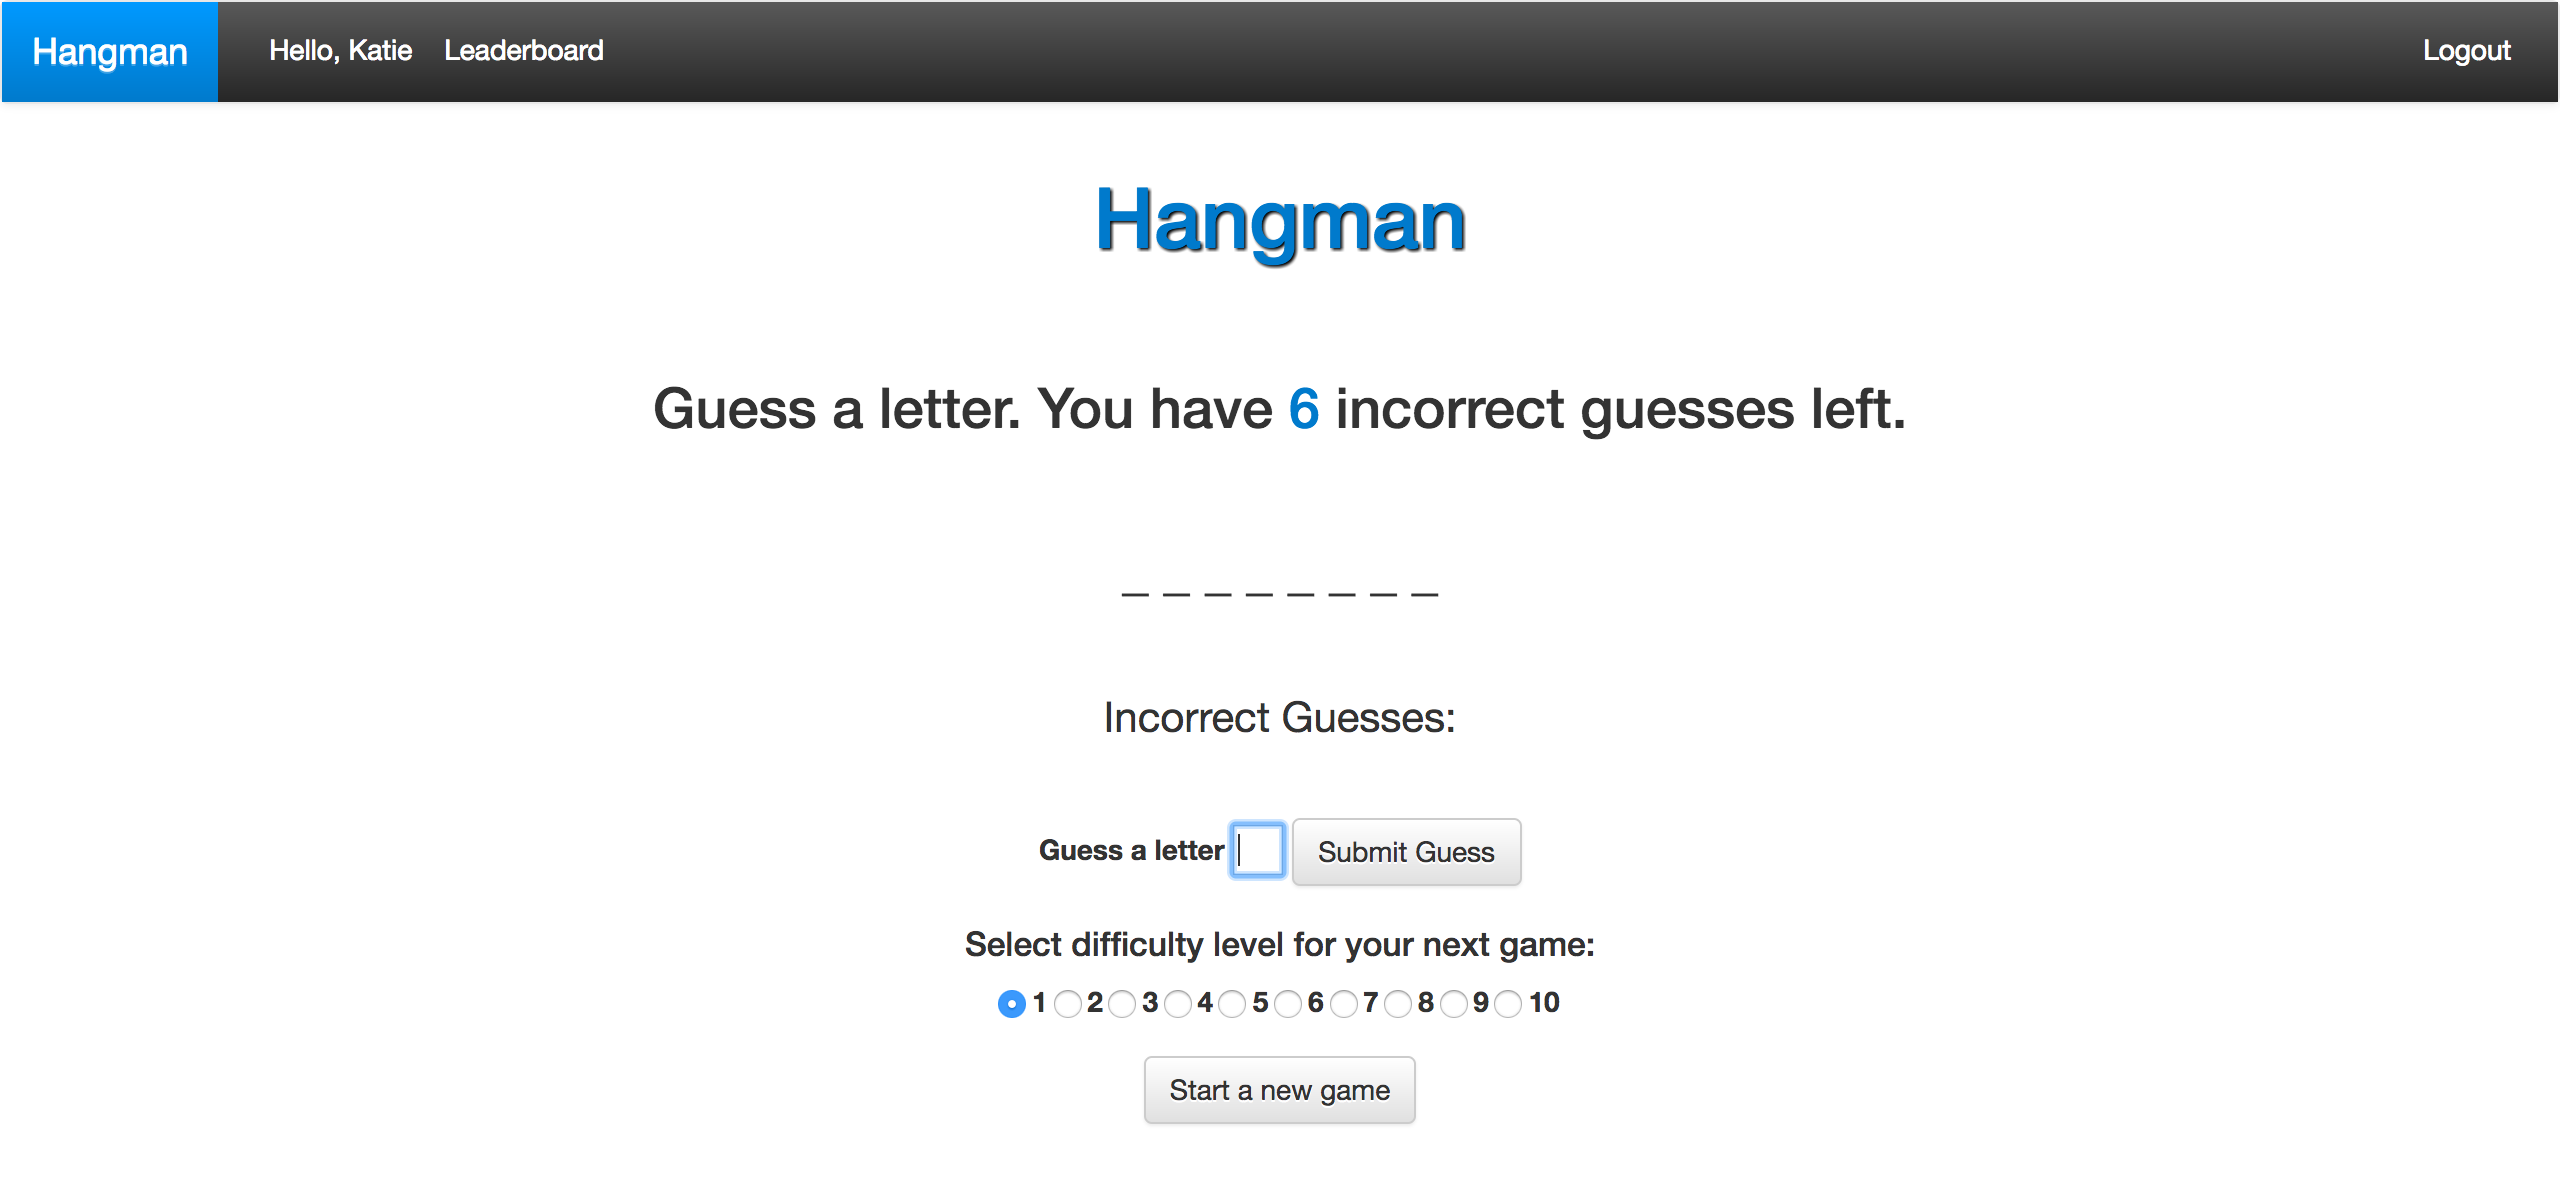 Hangman Hello, Katie Leaderboard Logout
Hangman
Guess a letter. You have 6 incorrect guesses left.
_ _ _ _ _ _ _ _
Incorrect Guesses:
Guess a letter Submit Guess
Select difficulty level for your next game:
1 2 3 4 5 6 7 8 9 10
Start a new game